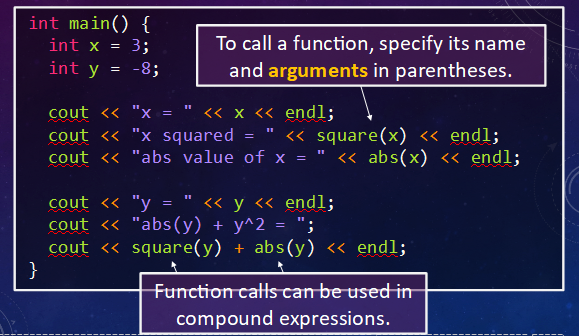 int main() {
int x = 3;
int y = -8;
To call a function, specify its name
and arguments in parentheses.
cout << "x = " << x << endl;
cout << "x squared = " << square(x) << endl;
cout << "abs value of x = " << abs(x) << endl;
cout << "y = " << y << endl;
cout << "abs(y) + y^2 = ";
cout << square(y) + abs(y) << endl;
}
Function calls can be used in
compound expressions.